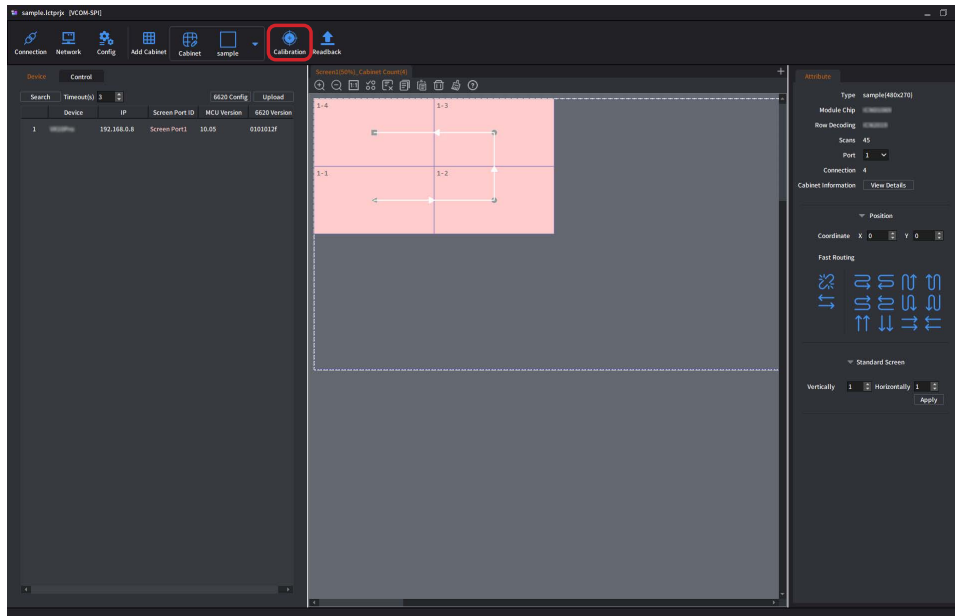 sample.lctprjx [VCOM-SPI]
Connection Network Config Add Cabinet Cabinet sample Calibration Readback
Device Control
Search Timeout(s) 3 6620 Config Upload
Device IP Screen Port ID MCU Version 6620 Version
1 192.168.0.8 Screen Port1 10.05 0101012f
Screen1(50%)_Cabinet Count(4)
1-4 1-3
1-1 1-2
Attribute
Type sample(480x270)
Module Chip
Row Decoding
Scans 45
Port 1
Connection 4
Cabinet Information View Details
Position
Coordinate X 0 Y 0
Fast Routing
Standard Screen
Vertically 1 Horizontally 1
Apply